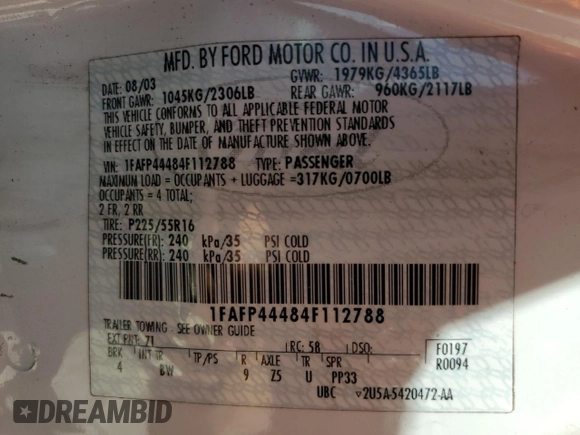 MFD. BY FORD MOTOR CO. IN U.S.A.
DATE: 08/03 GVWR: 1979KG/4365LB
FRONT GAWR: 1045KG/2306LB REAR GAWR: 960KG/2117LB
THIS VEHICLE CONFORMS TO ALL APPLICABLE FEDERAL MOTOR
VEHICLE SAFETY, BUMPER, AND THEFT PREVENTION STANDARDS
IN EFFECT ON THE DATE OF MANUFACTURE SHOWN ABOVE.
VIN: 1FAFP44484F112788 TYPE: PASSENGER
MAXIMUM LOAD = OCCUPANTS + LUGGAGE =317KG/0700LB
OCCUPANTS = 4 TOTAL;
2 FR, 2 RR
TIRE: P225/55R16
PRESSURE(FR): 240 kPa/35 PSI COLD
PRESSURE(RR): 240 kPa/35 PSI COLD
1FAFP44484F112788
TRAILER TOWING - SEE OWNER GUIDE
EXT PNT: Z1 RC: 58 DSO: F0197
BRK INT TR TP/PS R AXLE TR SPR R0094
4 BW 9 Z5 U PP33
UBC ▽2U5A-5420472-AA
DREAMBID